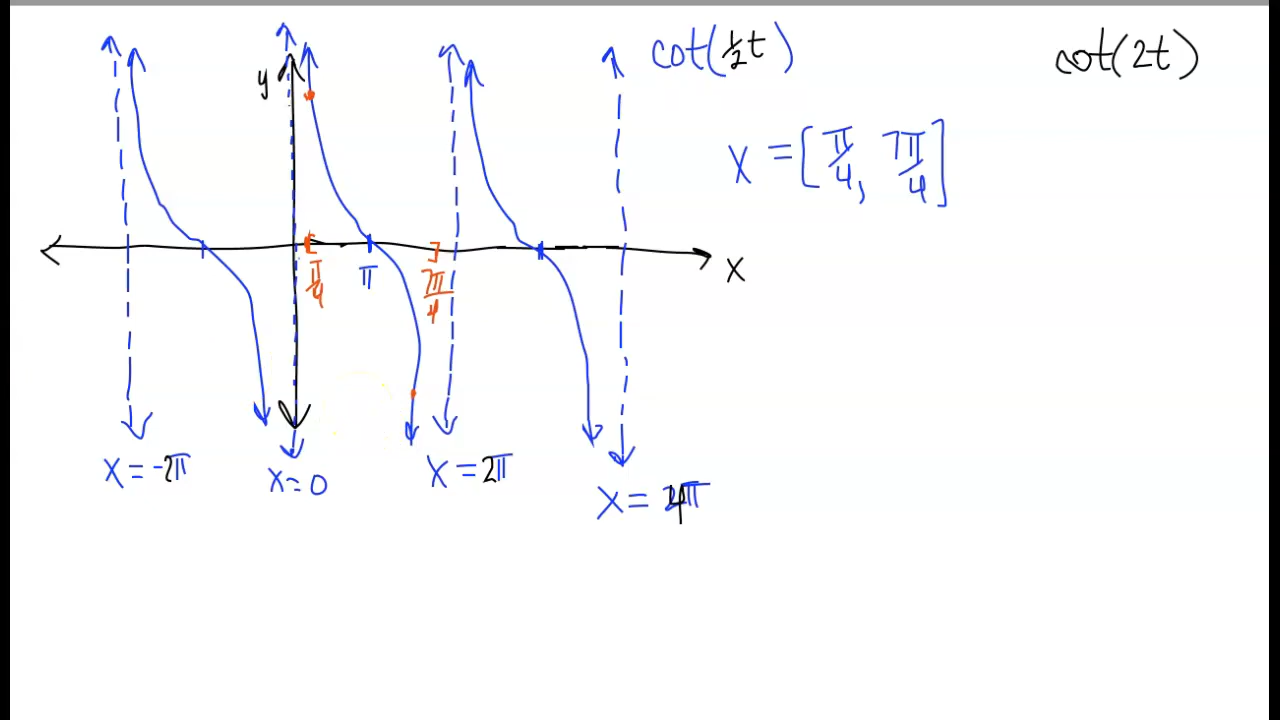 cot(½t)
cot(2t)
y
x = [π/4, 7π/4]
π/4
π
7π/4
x
x = -2π
x = 0
x = 2π
x = 4π